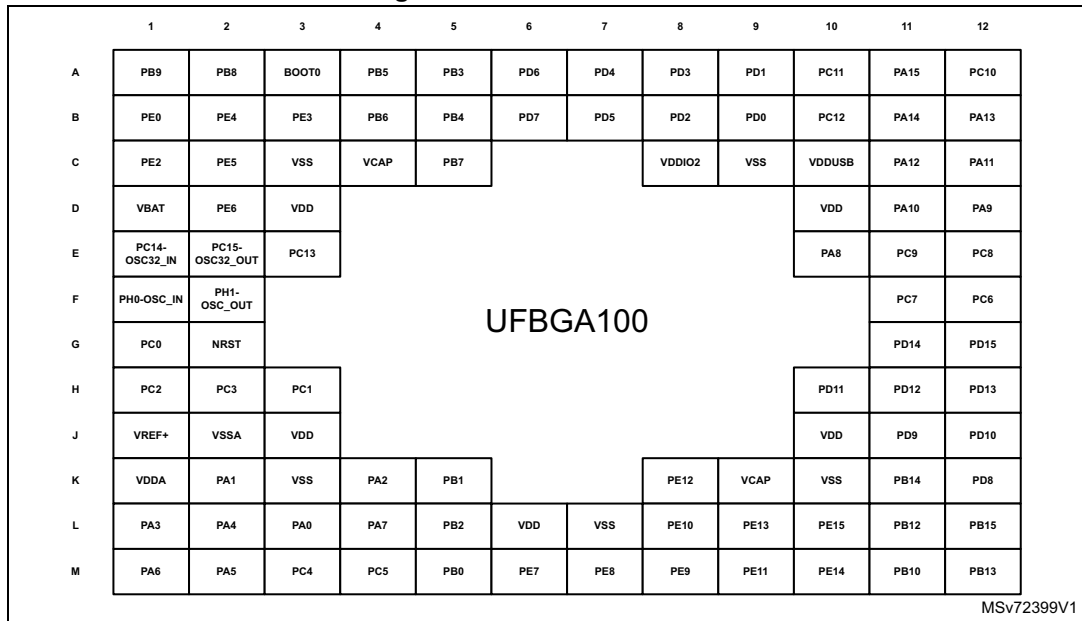 1 2 3 4 5 6 7 8 9 10 11 12
A PB9 PB8 BOOT0 PB5 PB3 PD6 PD4 PD3 PD1 PC11 PA15 PC10
B PE0 PE4 PE3 PB6 PB4 PD7 PD5 PD2 PD0 PC12 PA14 PA13
C PE2 PE5 VSS VCAP PB7 VDDIO2 VSS VDDUSB PA12 PA11
D VBAT PE6 VDD VDD PA10 PA9
E PC14-OSC32_IN PC15-OSC32_OUT PC13 PA8 PC9 PC8
F PH0-OSC_IN PH1-OSC_OUT PC7 PC6
UFBGA100
G PC0 NRST PD14 PD15
H PC2 PC3 PC1 PD11 PD12 PD13
J VREF+ VSSA VDD VDD PD9 PD10
K VDDA PA1 VSS PA2 PB1 PE12 VCAP VSS PB14 PD8
L PA3 PA4 PA0 PA7 PB2 VDD VSS PE10 PE13 PE15 PB12 PB15
M PA6 PA5 PC4 PC5 PB0 PE7 PE8 PE9 PE11 PE14 PB10 PB13
MSv72399V1